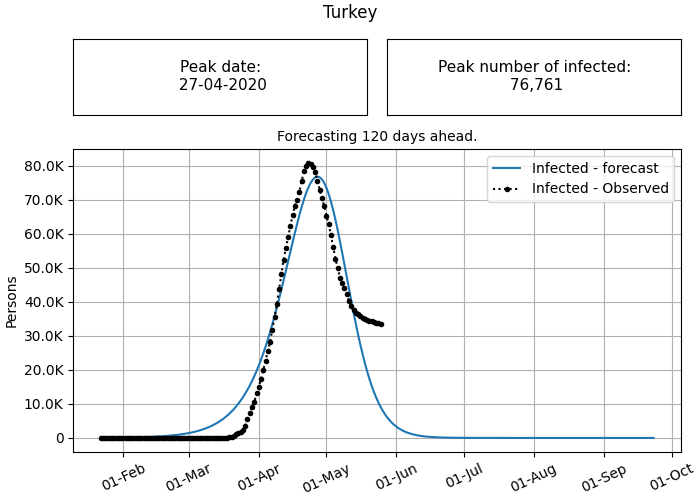 Turkey
Peak date:
27-04-2020
Peak number of infected:
76,761
Forecasting 120 days ahead.
Infected - forecast
Infected - Observed
80.0K
70.0K
60.0K
50.0K
40.0K
30.0K
20.0K
10.0K
0
Persons
01-Feb
01-Mar
01-Apr
01-May
01-Jun
01-Jul
01-Aug
01-Sep
01-Oct